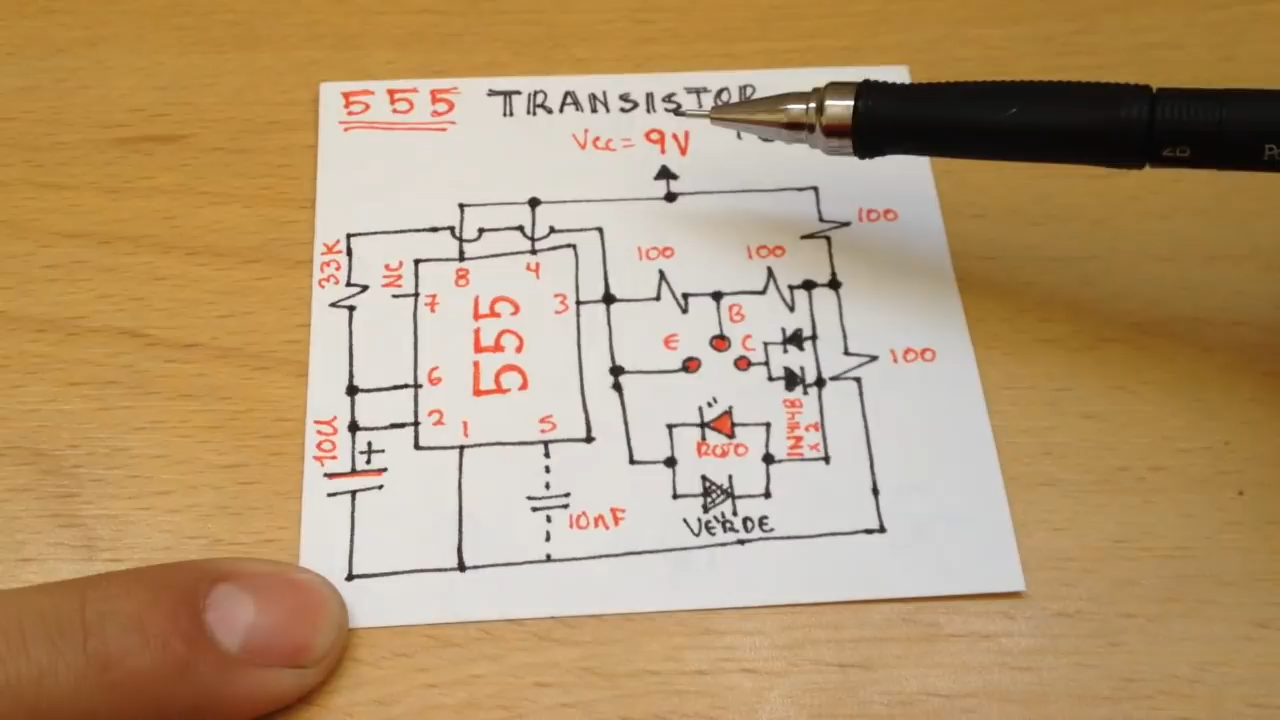 555 TRANSISTOR
Vcc = 9V
100
33K
NC
8
4
100
100
7
3
B
555
E
C
100
6
2
10U
+
1
5
1N4148
x2
ROJO
10nF
VERDE
2B